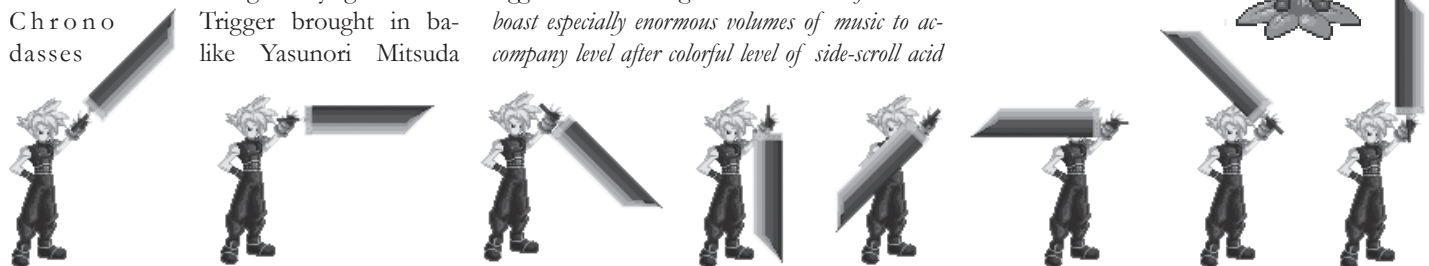 Chrono Trigger brought in ba-
dasses like Yasunori Mitsuda
boast especially enormous volumes of music to ac-
company level after colorful level of side-scroll acid